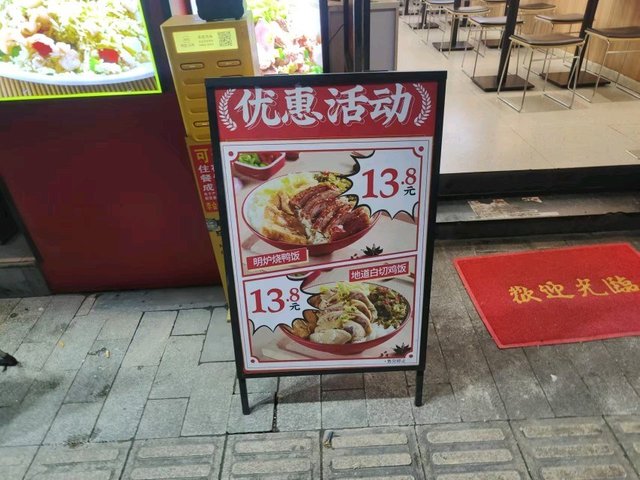 优惠活动
13.8元
明炉烧鸭饭
地道白切鸡饭
13.8元
欢迎光臨